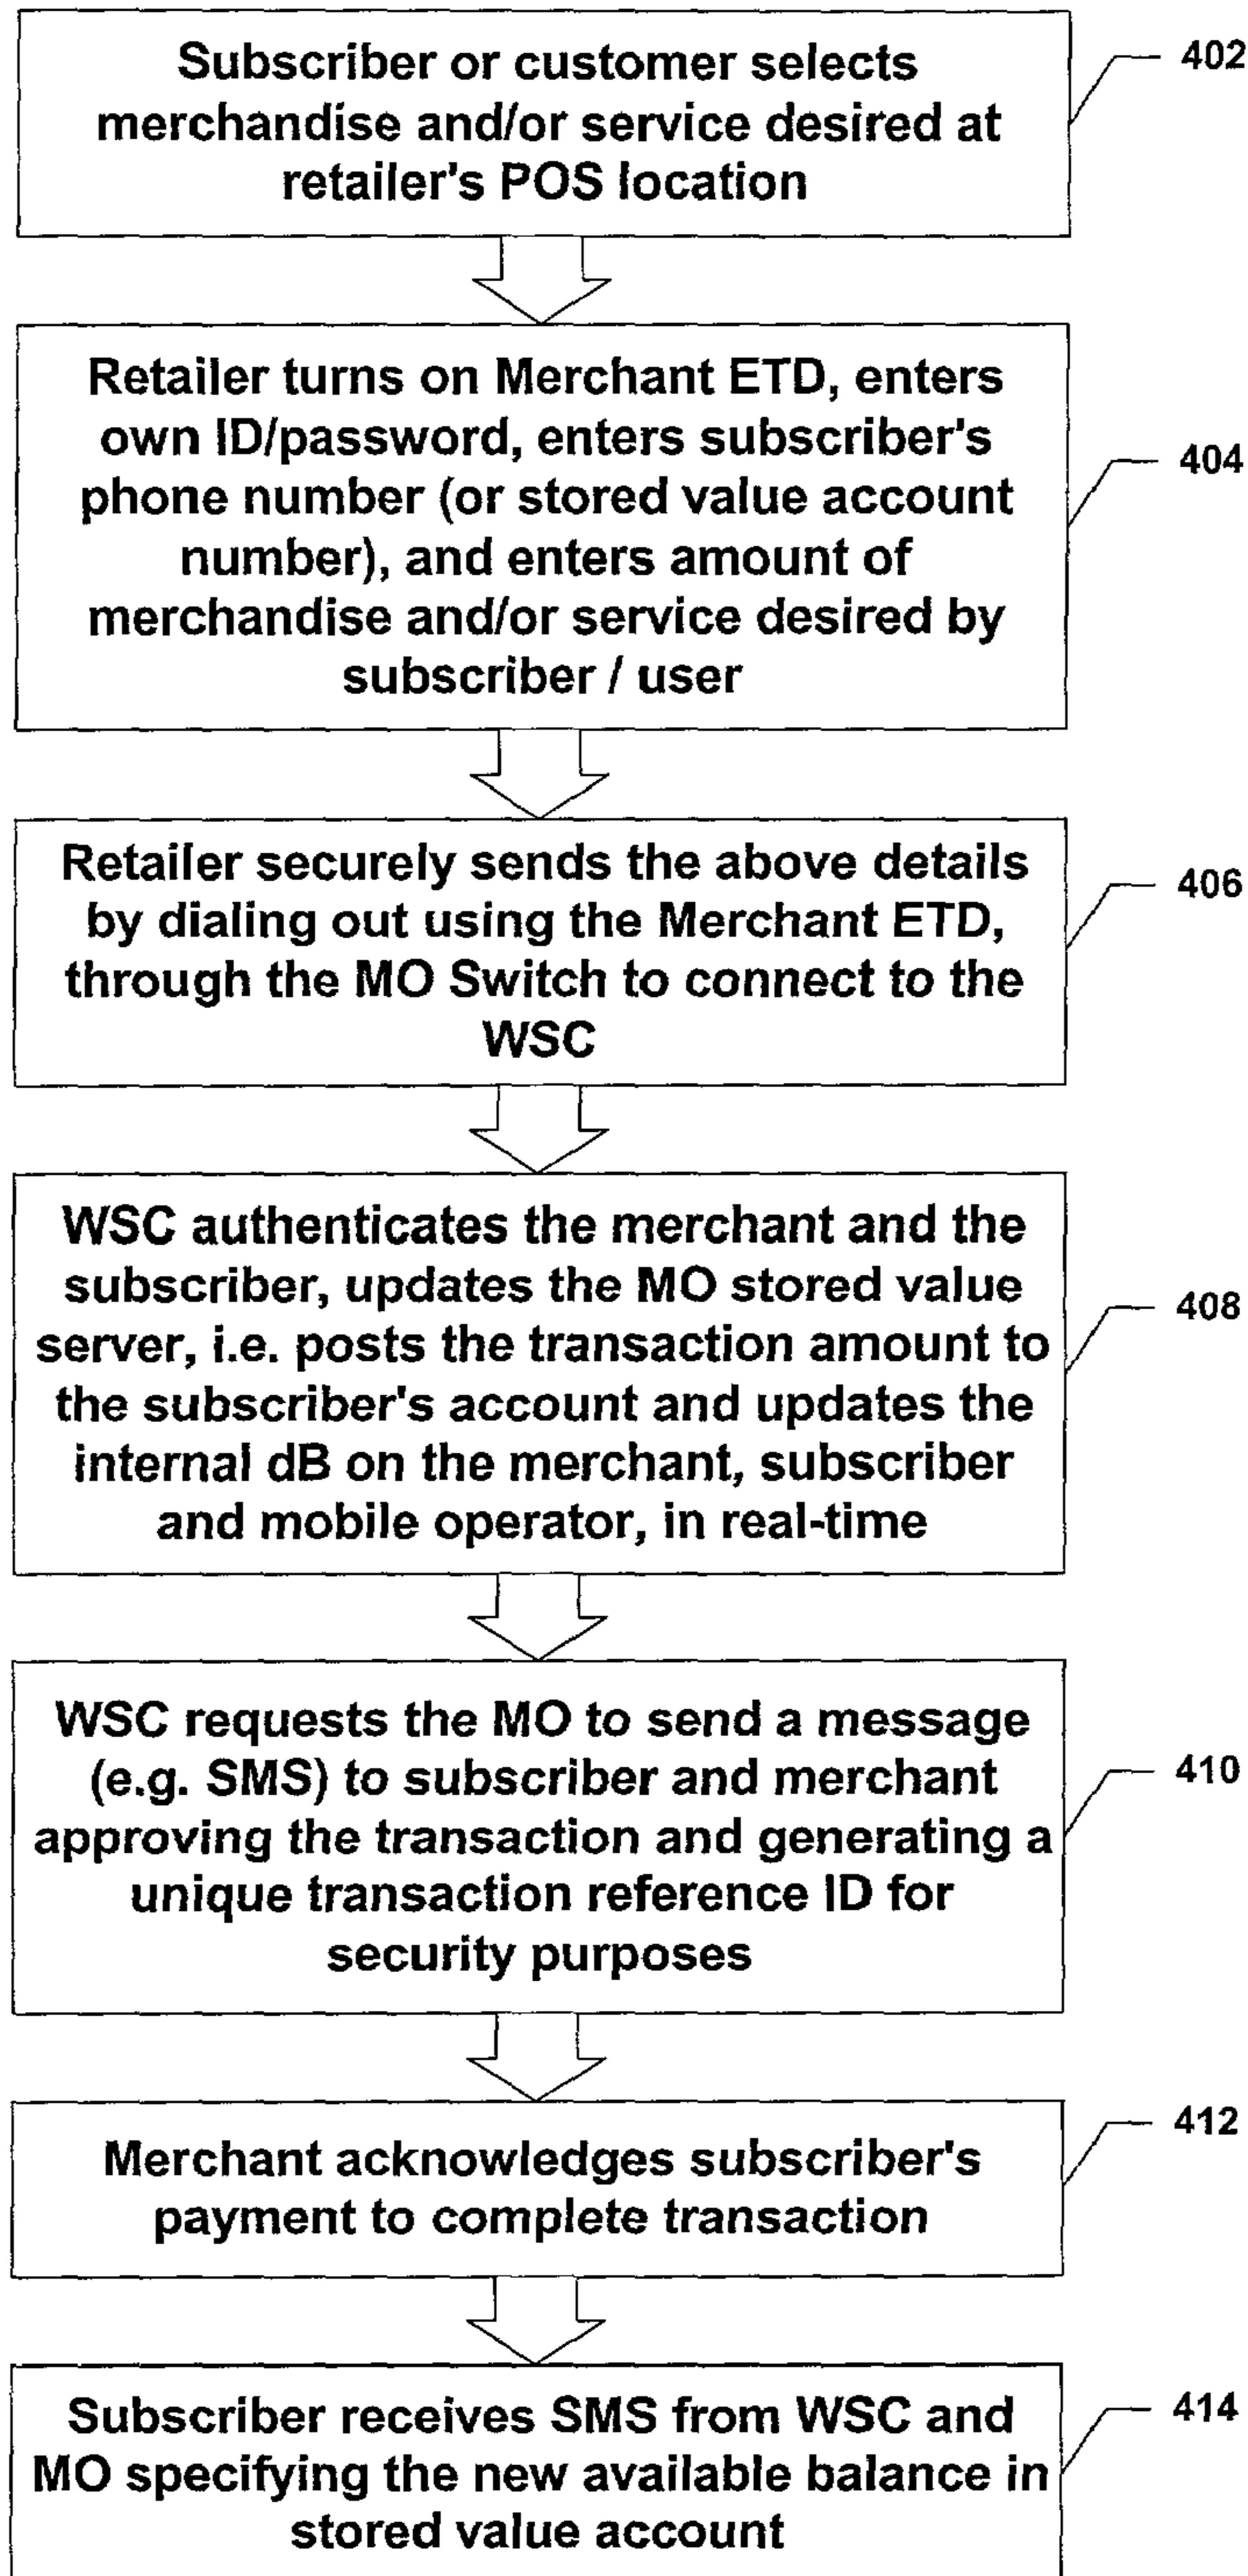 Subscriber or customer selects
merchandise and/or service desired at
retailer's POS location
402
Retailer turns on Merchant ETD, enters
own ID/password, enters subscriber's
phone number (or stored value account
number), and enters amount of
merchandise and/or service desired by
subscriber / user
404
Retailer securely sends the above details
by dialing out using the Merchant ETD,
through the MO Switch to connect to the
WSC
406
WSC authenticates the merchant and the
subscriber, updates the MO stored value
server, i.e. posts the transaction amount to
the subscriber's account and updates the
internal dB on the merchant, subscriber
and mobile operator, in real-time
408
WSC requests the MO to send a message
(e.g. SMS) to subscriber and merchant
approving the transaction and generating a
unique transaction reference ID for
security purposes
410
Merchant acknowledges subscriber's
payment to complete transaction
412
Subscriber receives SMS from WSC and
MO specifying the new available balance in
stored value account
414